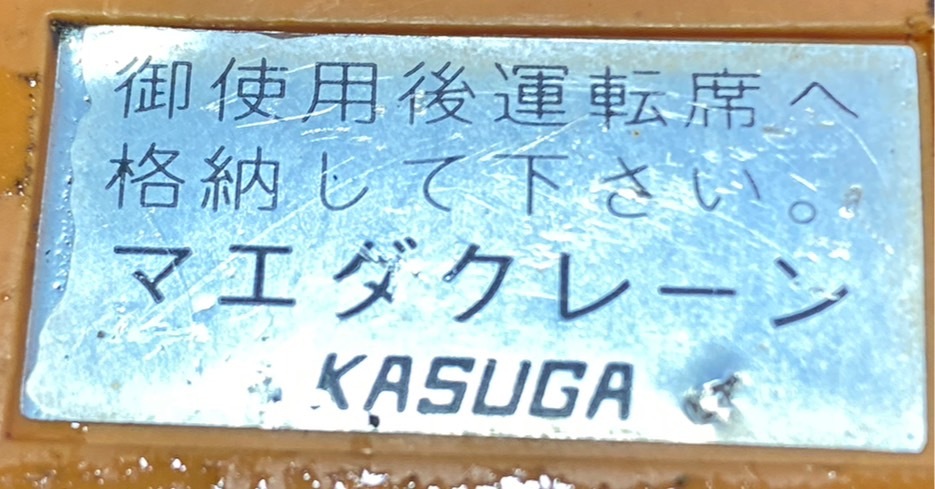 御使用後運転席へ
格納して下さい。
マエダクレーン
KASUGA